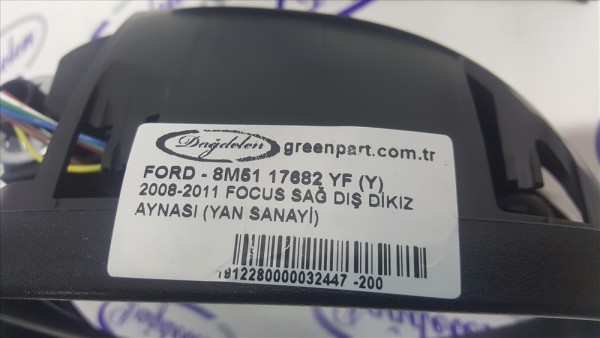 Dağdelen greenpart.com.tr
FORD - 8M51 17682 YF (Y)
2008-2011 FOCUS SAĞ DIŞ DİKİZ
AYNASI (YAN SANAYİ)
1912280000032447 -200